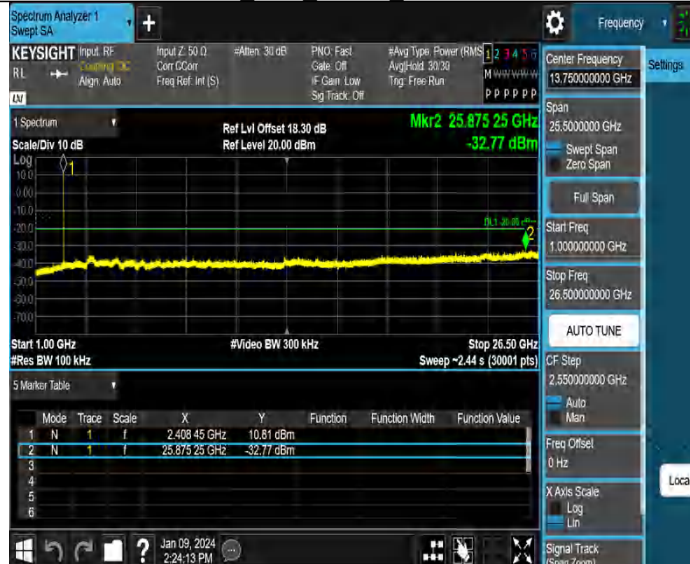 Spectrum Analyzer 1
Swept SA
Frequency
KEYSIGHT
RL
Input: RF
Coupling: DC
Align: Auto
Input Z: 50 Ω
Corr CCorr
Freq Ref: Int (S)
#Atten: 30 dB
PNO: Fast
Gate: Off
IF Gain: Low
Sig Track: Off
#Avg Type: Power (RMS
Avg|Hold: 30/30
Trig: Free Run
1 2 3 4 5 6
M W W W W W
P P P P P P
LV
Settings
1 Spectrum
Scale/Div 10 dB
Ref Lvl Offset 18.30 dB
Ref Level 20.00 dBm
Mkr2 25.875 25 GHz
-32.77 dBm
Log
10.0
0.00
-10.0
-20.0
-30.0
-40.0
-50.0
-60.0
-70.0
1
2
Start 1.00 GHz
#Video BW 300 kHz
Stop 26.50 GHz
#Res BW 100 kHz
Sweep ~2.44 s (30001 pts)
5 Marker Table
Mode Trace Scale X Y Function Function Width Function Value
1 N 1 f 2.408 45 GHz 10.81 dBm
2 N 1 f 25.875 25 GHz -32.77 dBm
3
4
5
6
Center Frequency
13.750000000 GHz
Span
25.5000000 GHz
Swept Span
Zero Span
Full Span
Start Freq
1.000000000 GHz
Stop Freq
26.500000000 GHz
AUTO TUNE
CF Step
2.550000000 GHz
Auto
Man
Freq Offset
0 Hz
X Axis Scale
Log
Lin
Signal Track
(Span Zoom)
Loca
?
Jan 09, 2024
2:24:13 PM